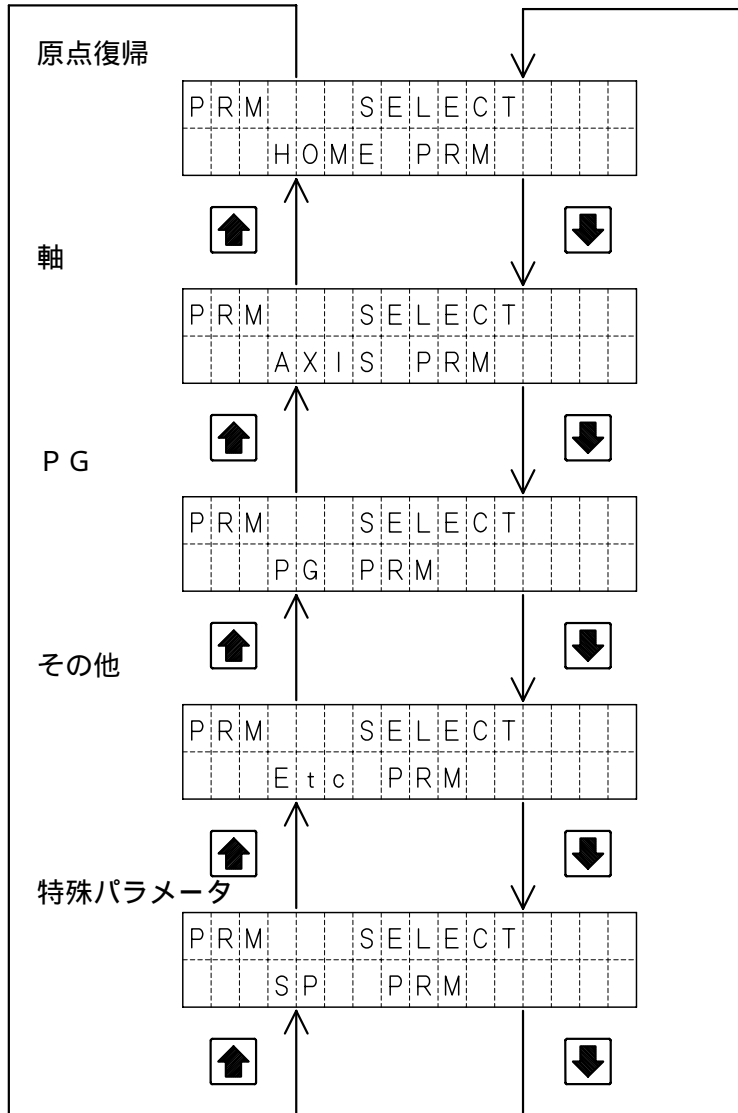 原点復帰
PRM   SELECT
HOME PRM
軸
PRM   SELECT
AXIS PRM
ＰＧ
PRM   SELECT
PG PRM
その他
PRM   SELECT
Etc PRM
特殊パラメータ
PRM   SELECT
SP  PRM